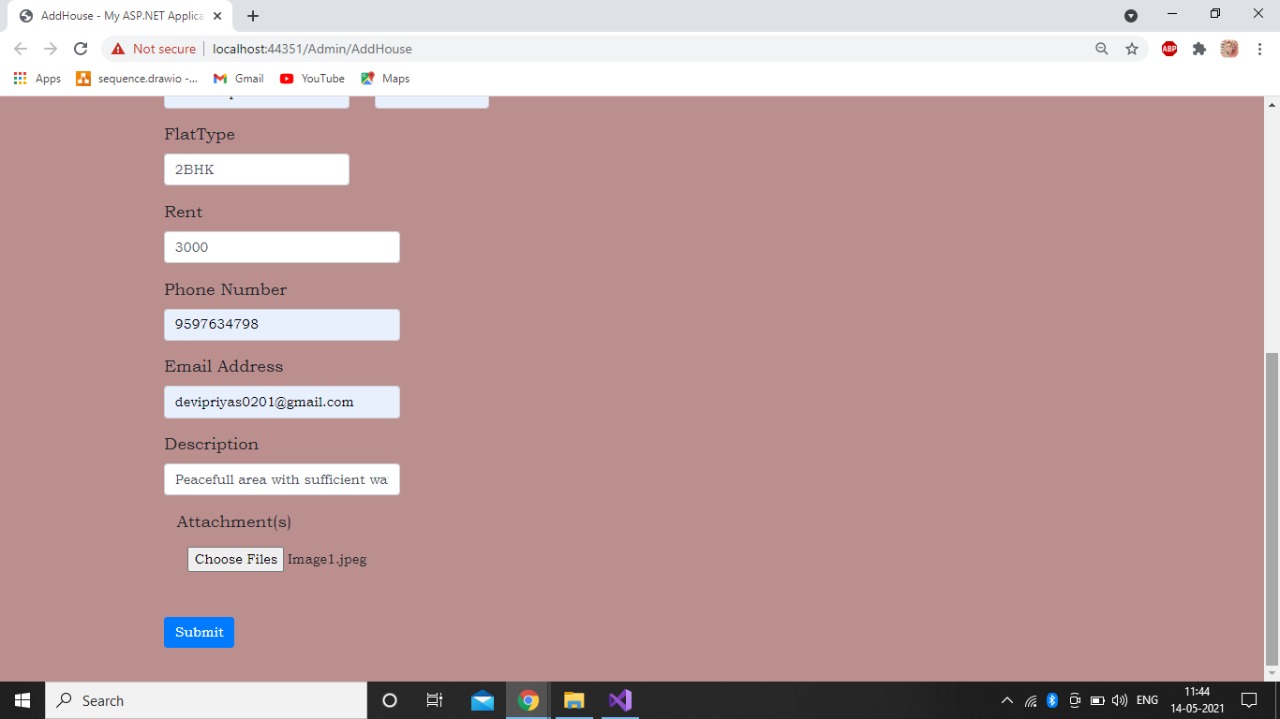 AddHouse - My ASP.NET Applica
Not secure
localhost:44351/Admin/AddHouse
ABP
Apps
sequence.drawio -...
Gmail
YouTube
Maps
FlatType
2BHK
Rent
3000
Phone Number
9597634798
Email Address
devipriyas0201@gmail.com
Description
Peacefull area with sufficient wa
Attachment(s)
Choose Files Image1.jpeg
Submit
Search
ENG
11:44
14-05-2021